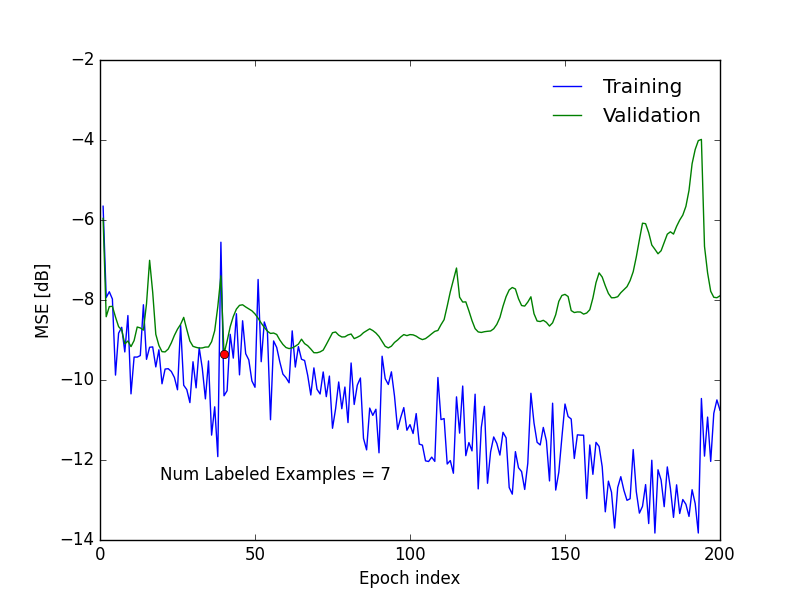 −2
−4
−6
−8
−10
−12
−14
MSE [dB]
Training
Validation
Num Labeled Examples = 7
0 50 100 150 200
Epoch index